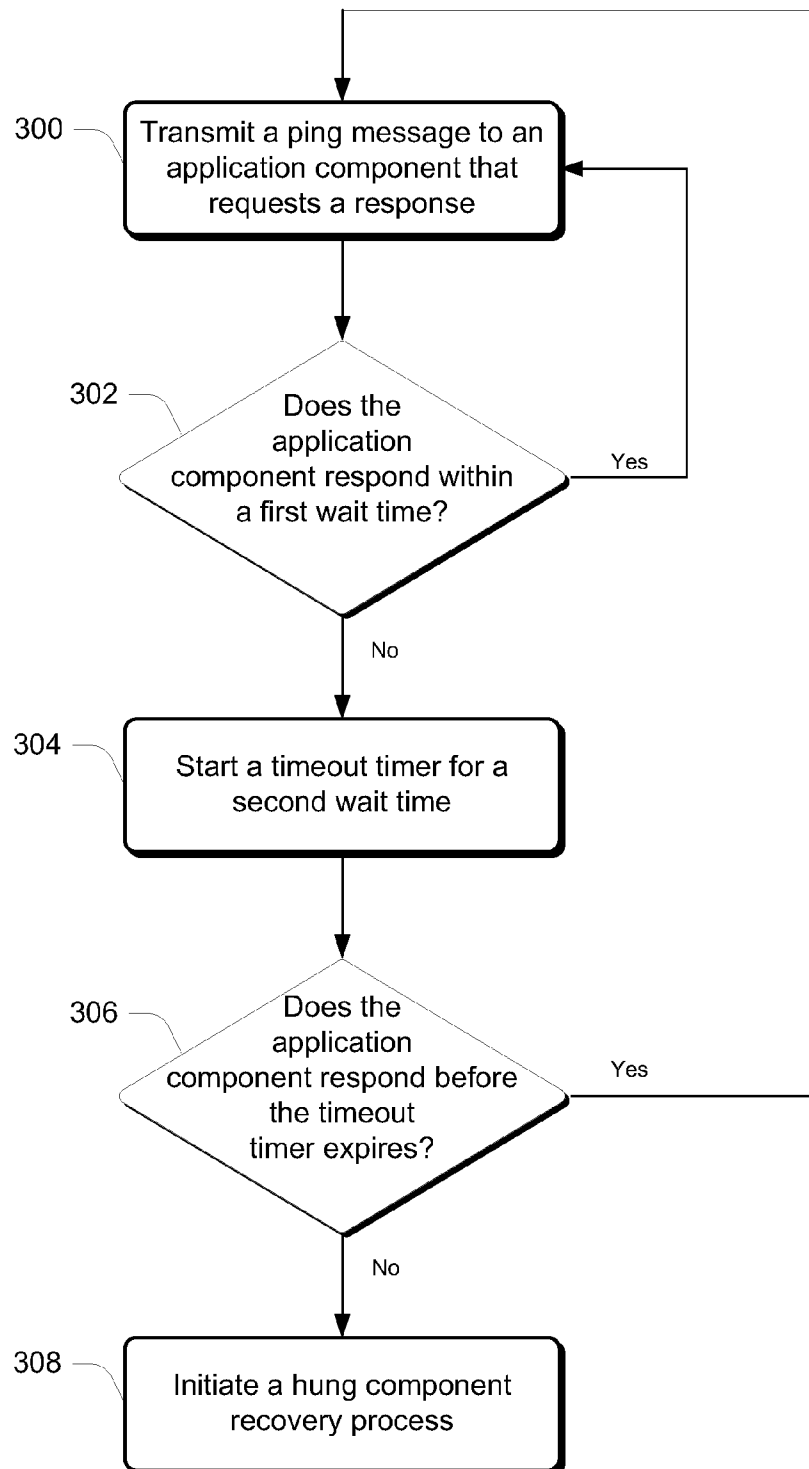 300
Transmit a ping message to an
application component that
requests a response
302
Does the
application
component respond within
a first wait time?
Yes
No
304
Start a timeout timer for a
second wait time
306
Does the
application
component respond before
the timeout
timer expires?
Yes
No
308
Initiate a hung component
recovery process